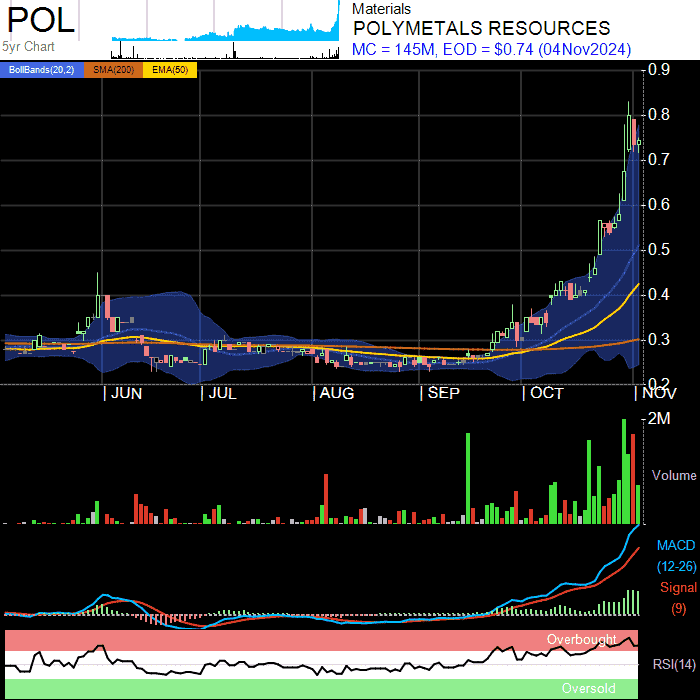 POL
5yr Chart
Materials
POLYMETALS RESOURCES
MC = 145M, EOD = $0.74 (04Nov2024)
BollBands(20,2) SMA(200) EMA(50)
0.9
0.8
0.7
0.6
0.5
0.4
0.3
0.2
JUN JUL AUG SEP OCT NOV
2M
Volume
MACD
(12-26)
Signal
(9)
Overbought
RSI(14)
Oversold